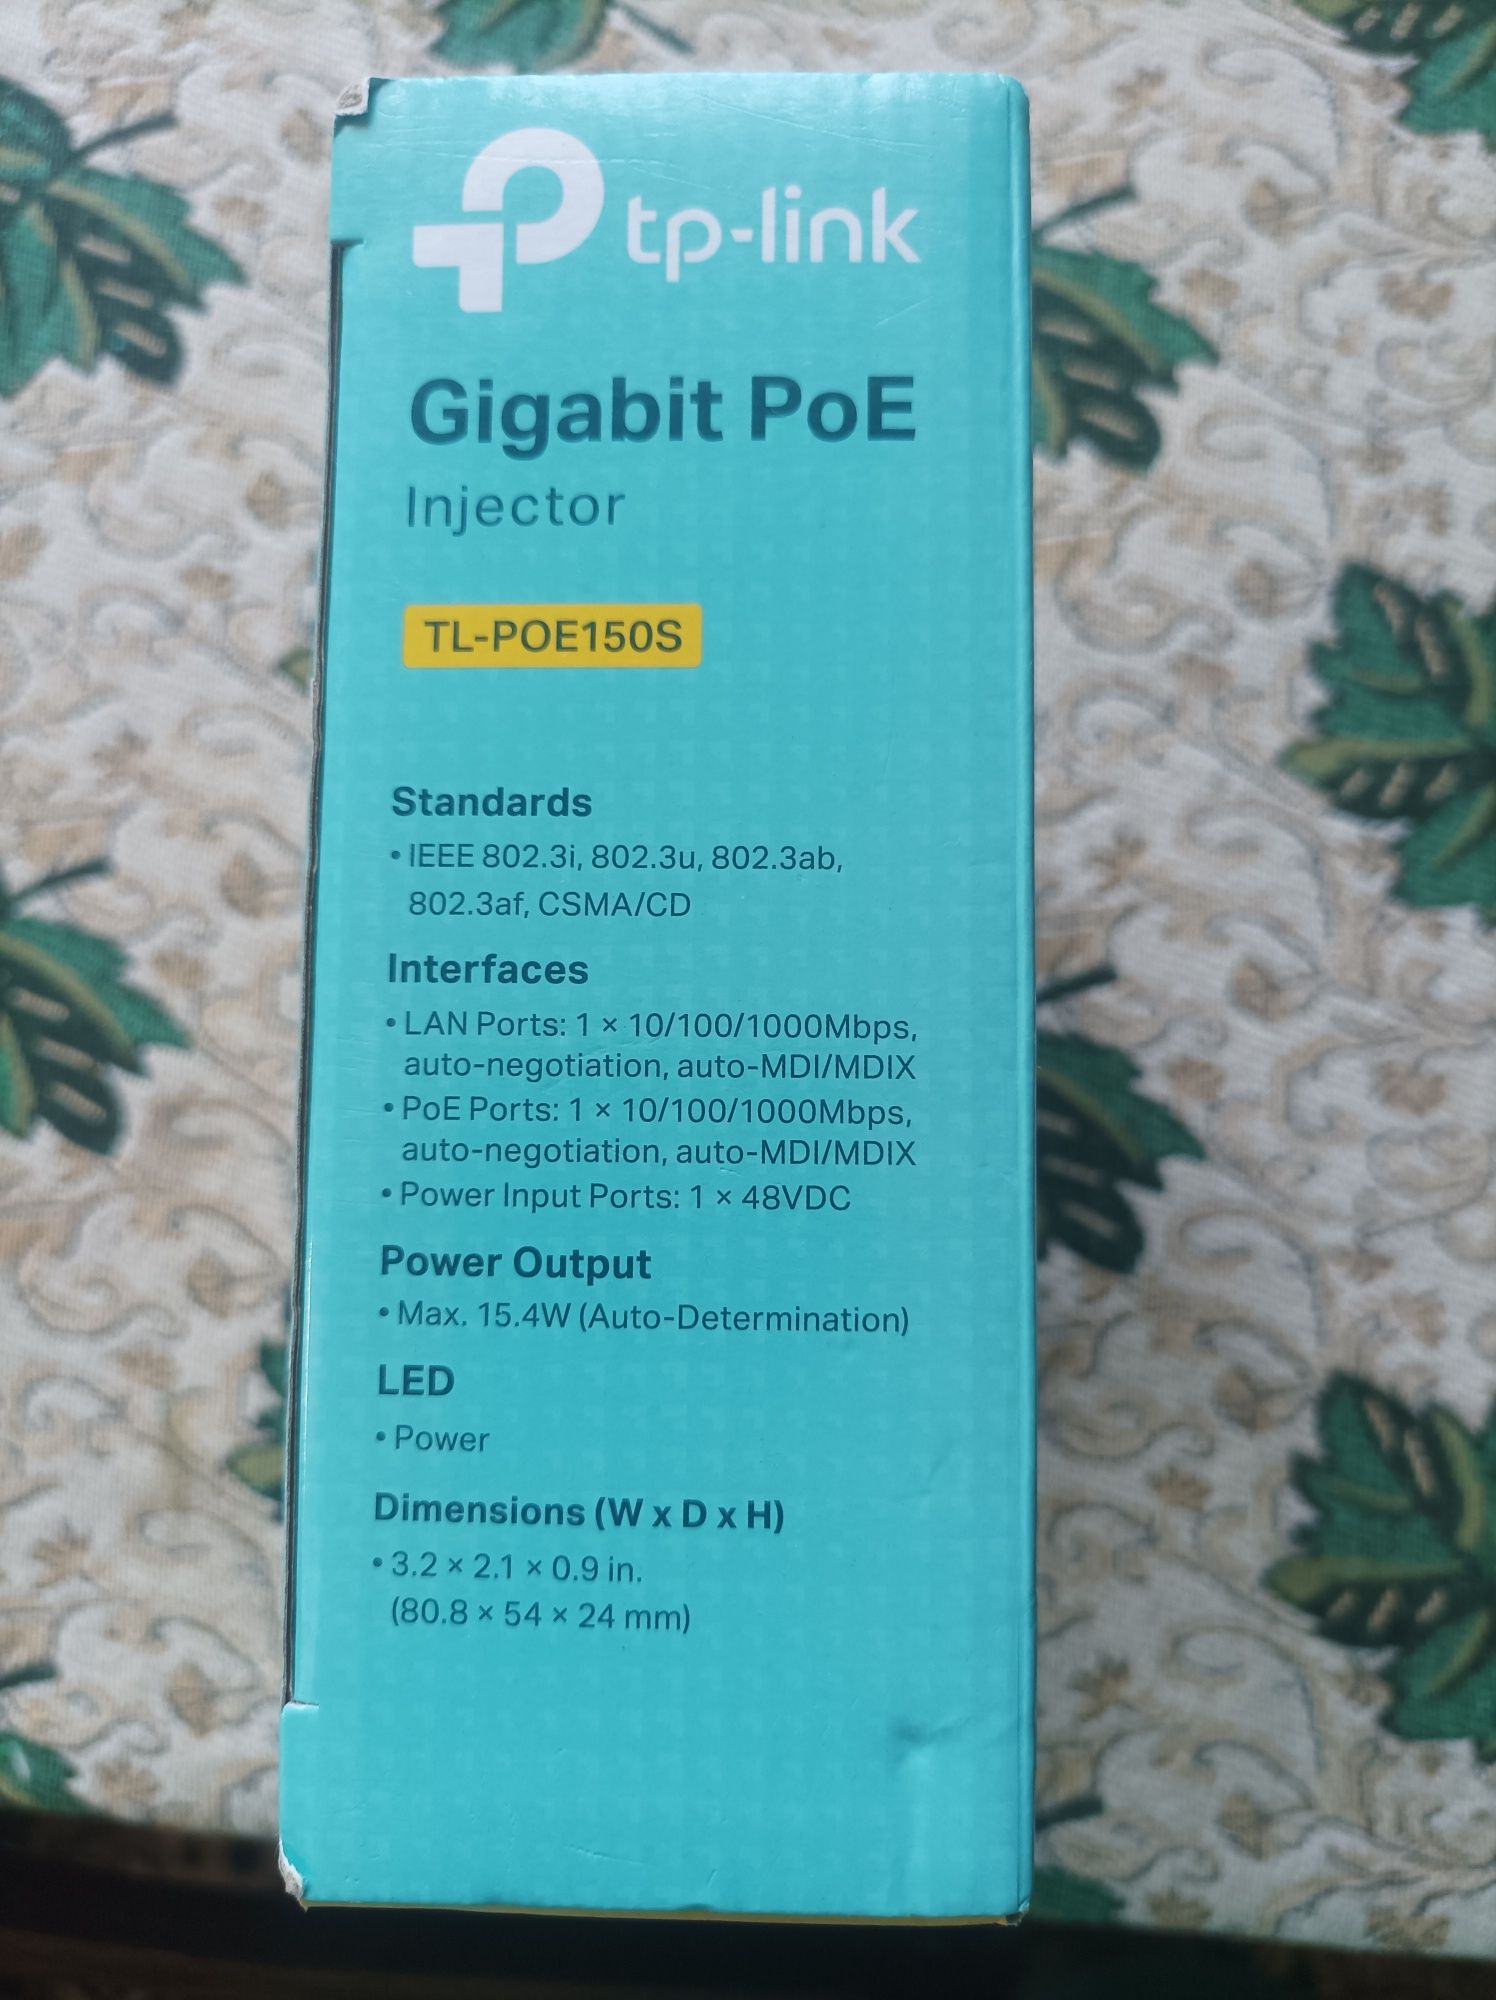 tp-link
Gigabit PoE
Injector
TL-POE150S
Standards
• IEEE 802.3i, 802.3u, 802.3ab,
802.3af, CSMA/CD
Interfaces
• LAN Ports: 1 × 10/100/1000Mbps,
auto-negotiation, auto-MDI/MDIX
• PoE Ports: 1 × 10/100/1000Mbps,
auto-negotiation, auto-MDI/MDIX
• Power Input Ports: 1 × 48VDC
Power Output
• Max. 15.4W (Auto-Determination)
LED
• Power
Dimensions (W x D x H)
• 3.2 × 2.1 × 0.9 in.
(80.8 × 54 × 24 mm)